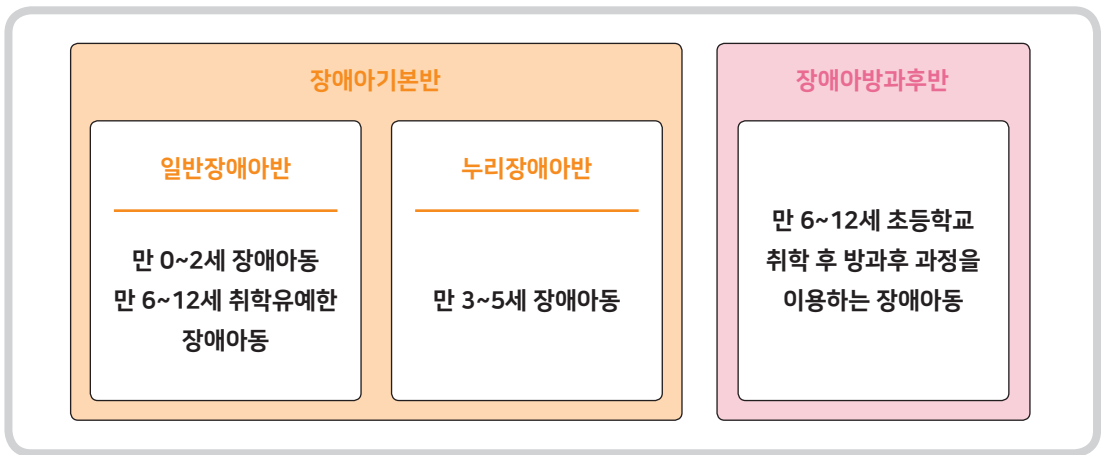 장애아기본반
일반장애아반
만 0~2세 장애아동
만 6~12세 취학유예한
장애아동
누리장애아반
만 3~5세 장애아동
장애아방과후반
만 6~12세 초등학교
취학 후 방과후 과정을
이용하는 장애아동